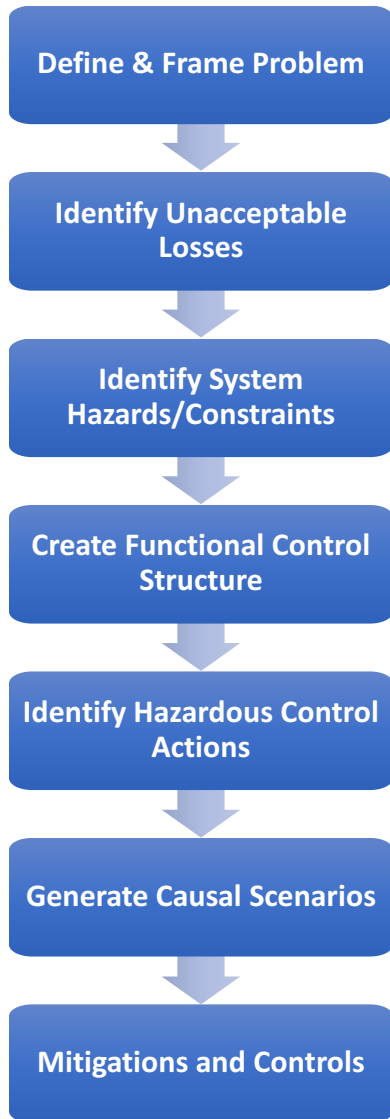 Define & Frame Problem
Identify Unacceptable
Losses
Identify System
Hazards/Constraints
Create Functional Control
Structure
Identify Hazardous Control
Actions
Generate Causal Scenarios
Mitigations and Controls